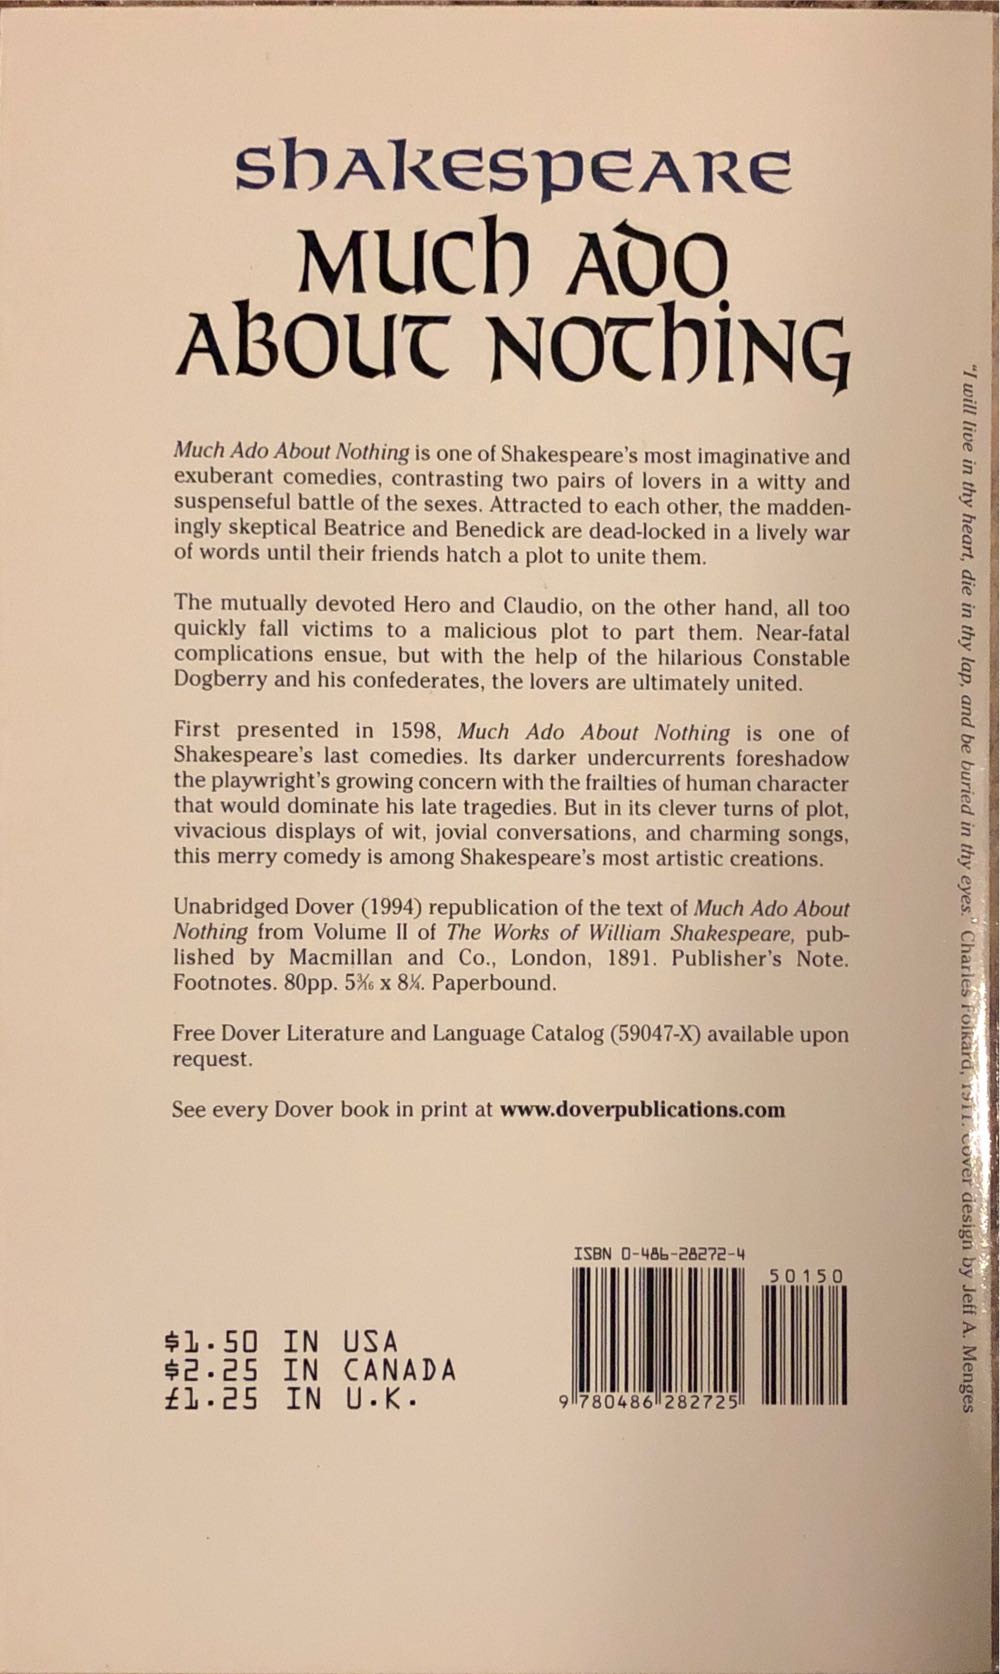 Shakespeare
Much Ado
About Nothing
Much Ado About Nothing is one of Shakespeare's most imaginative and
exuberant comedies, contrasting two pairs of lovers in a witty and
suspenseful battle of the sexes. Attracted to each other, the madden-
ingly skeptical Beatrice and Benedick are dead-locked in a lively war
of words until their friends hatch a plot to unite them.
The mutually devoted Hero and Claudio, on the other hand, all too
quickly fall victims to a malicious plot to part them. Near-fatal
complications ensue, but with the help of the hilarious Constable
Dogberry and his confederates, the lovers are ultimately united.
First presented in 1598, Much Ado About Nothing is one of
Shakespeare's last comedies. Its darker undercurrents foreshadow
the playwright's growing concern with the frailties of human character
that would dominate his late tragedies. But in its clever turns of plot,
vivacious displays of wit, jovial conversations, and charming songs,
this merry comedy is among Shakespeare's most artistic creations.
Unabridged Dover (1994) republication of the text of Much Ado About
Nothing from Volume II of The Works of William Shakespeare, pub-
lished by Macmillan and Co., London, 1891. Publisher's Note.
Footnotes. 80pp. 5 3/16 x 8 1/4. Paperbound.
Free Dover Literature and Language Catalog (59047-X) available upon
request.
See every Dover book in print at www.doverpublications.com
ISBN 0-486-28272-4
50150
9 780486 282725
$1.50 IN USA
$2.25 IN CANADA
£1.25 IN U.K.
"I will live in thy heart, die in thy lap, and be buried in thy eyes." Charles Folkard, 1911. Cover design by Jeff A. Menges